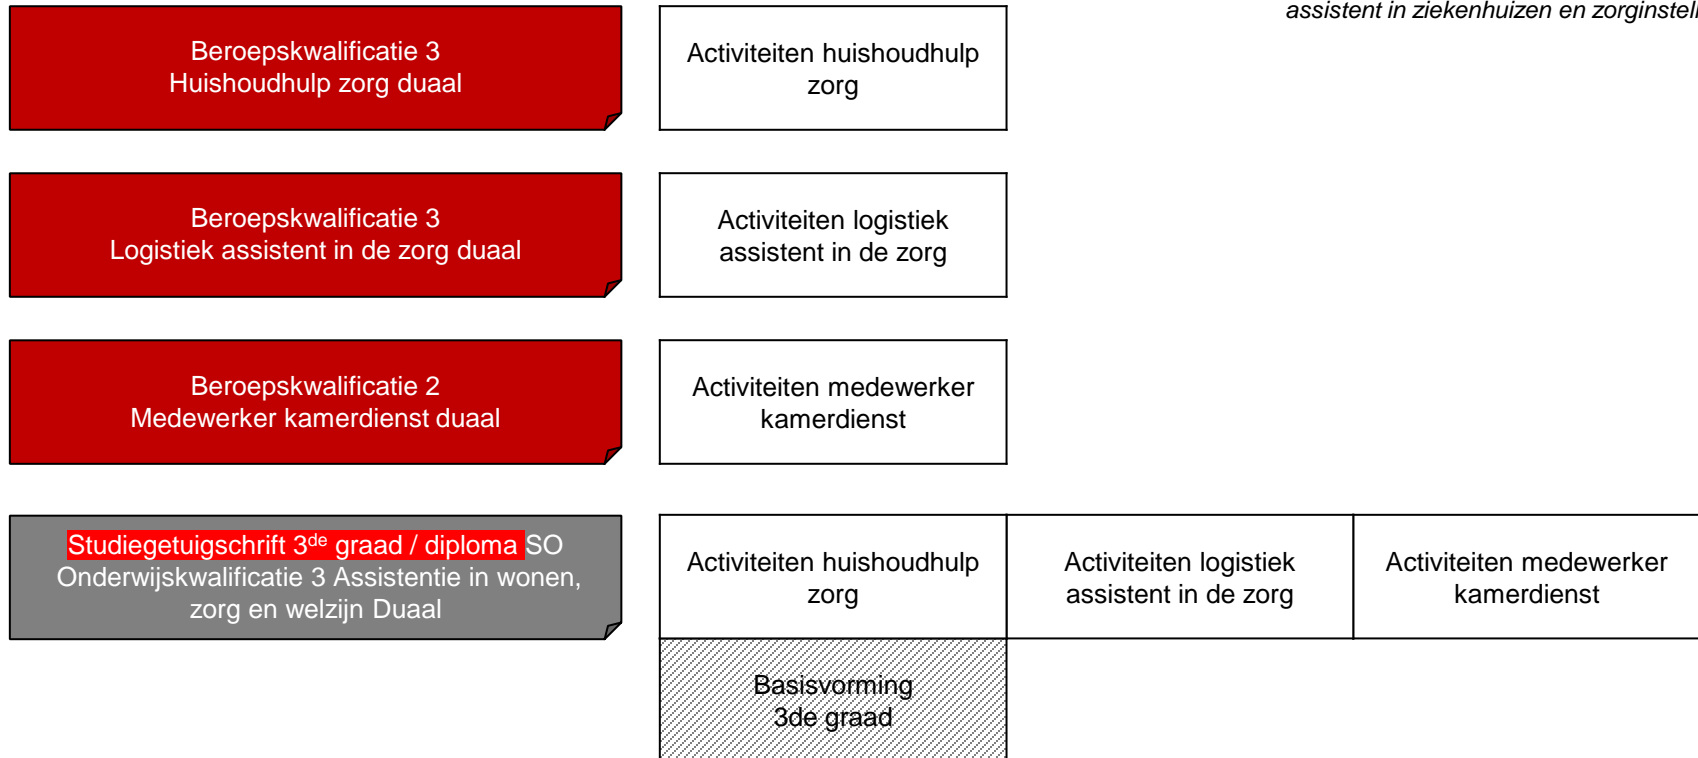 assistent in ziekenhuizen en
Beroepskwalificatie 3
Huishoudhulp zorg duaal
Activiteiten huishoudhulp
zorg
Beroepskwalificatie 3
Logistiek assistent in de zorg duaal
Activiteiten logistiek
assistent in de zorg
Beroepskwalificatie 2
Medewerker kamerdienst duaal
Activiteiten medewerker
kamerdienst
Studiegetuigschrift 3de graad / diploma SO
Onderwijskwalificatie 3 Assistentie in wonen,
zorg en welzijn Duaal
Activiteiten huishoudhulp
zorg
Activiteiten logistiek
assistent in de zorg
Activiteiten medewerker
kamerdienst
Basisvorming
3de graad